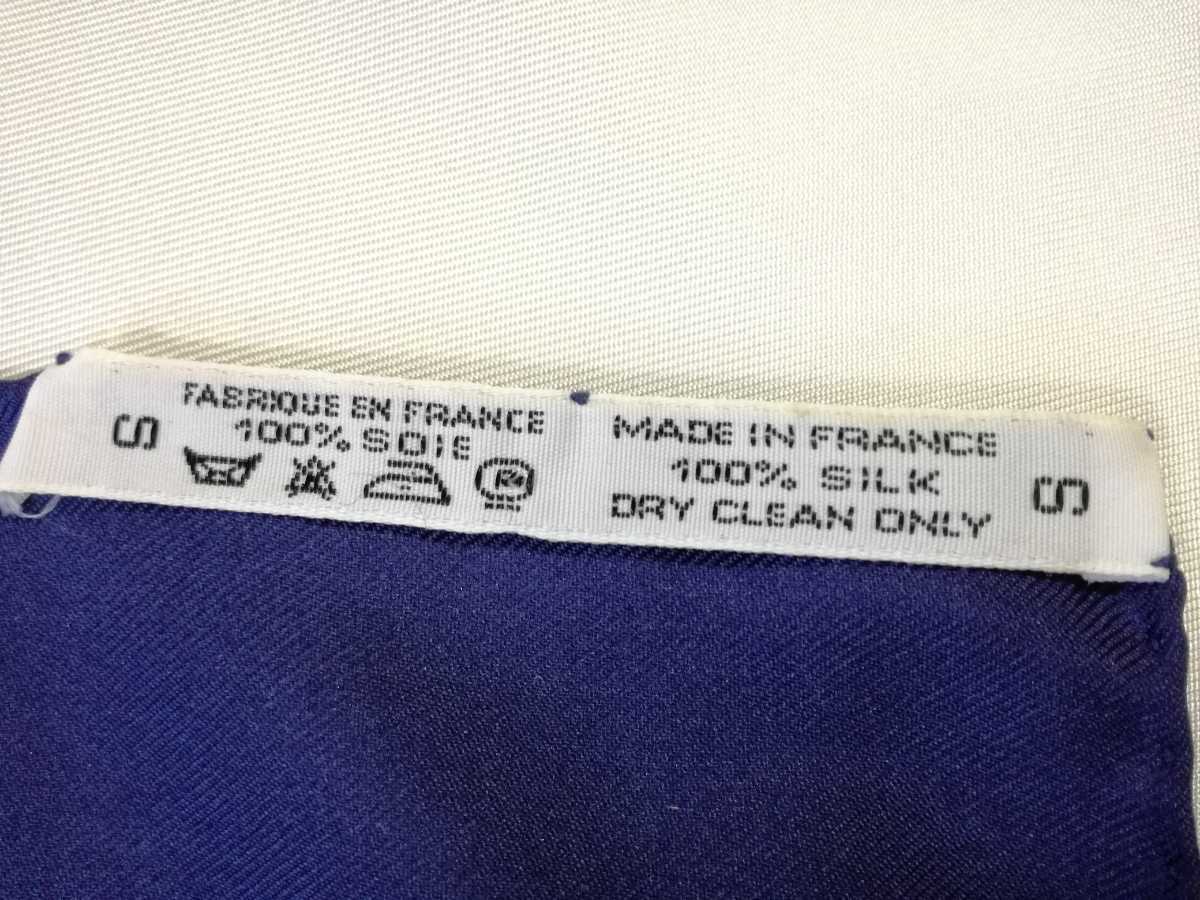 S
FABRIQUE EN FRANCE
100% SOIE
MADE IN FRANCE
100% SILK
DRY CLEAN ONLY
S